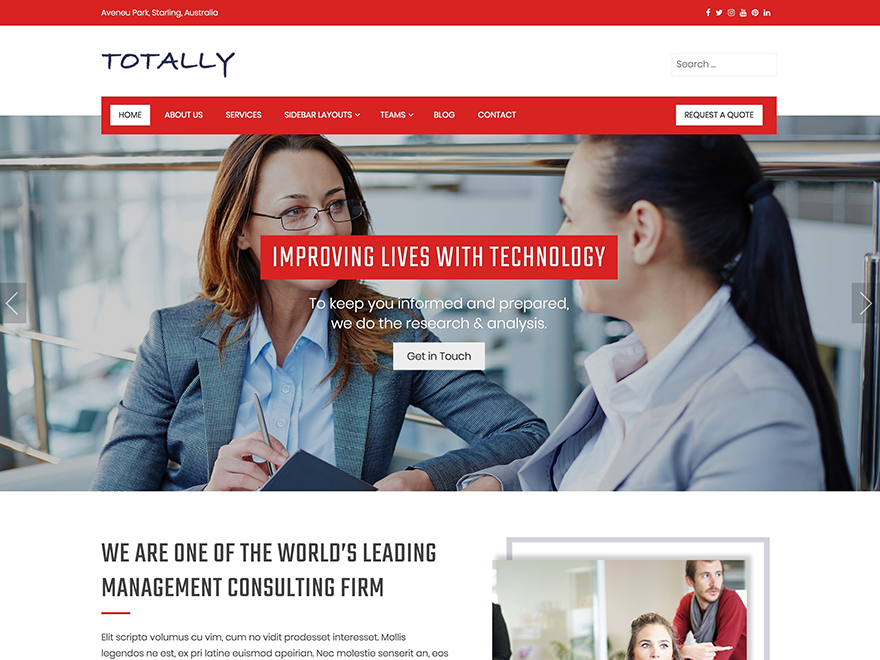 Aveneu Park, Starling, Australia
TOTALLY
Search ...
HOME ABOUT US SERVICES SIDEBAR LAYOUTS TEAMS BLOG CONTACT REQUEST A QUOTE
IMPROVING LIVES WITH TECHNOLOGY
To keep you informed and prepared,
we do the research & analysis.
Get in Touch
WE ARE ONE OF THE WORLD'S LEADING
MANAGEMENT CONSULTING FIRM
Elit scripta volumus cu vim, cum no vidit prodesset interesset. Mollis
legendos ne est, ex pri latine euismod apeirian. Nec molestie senserit an, eos